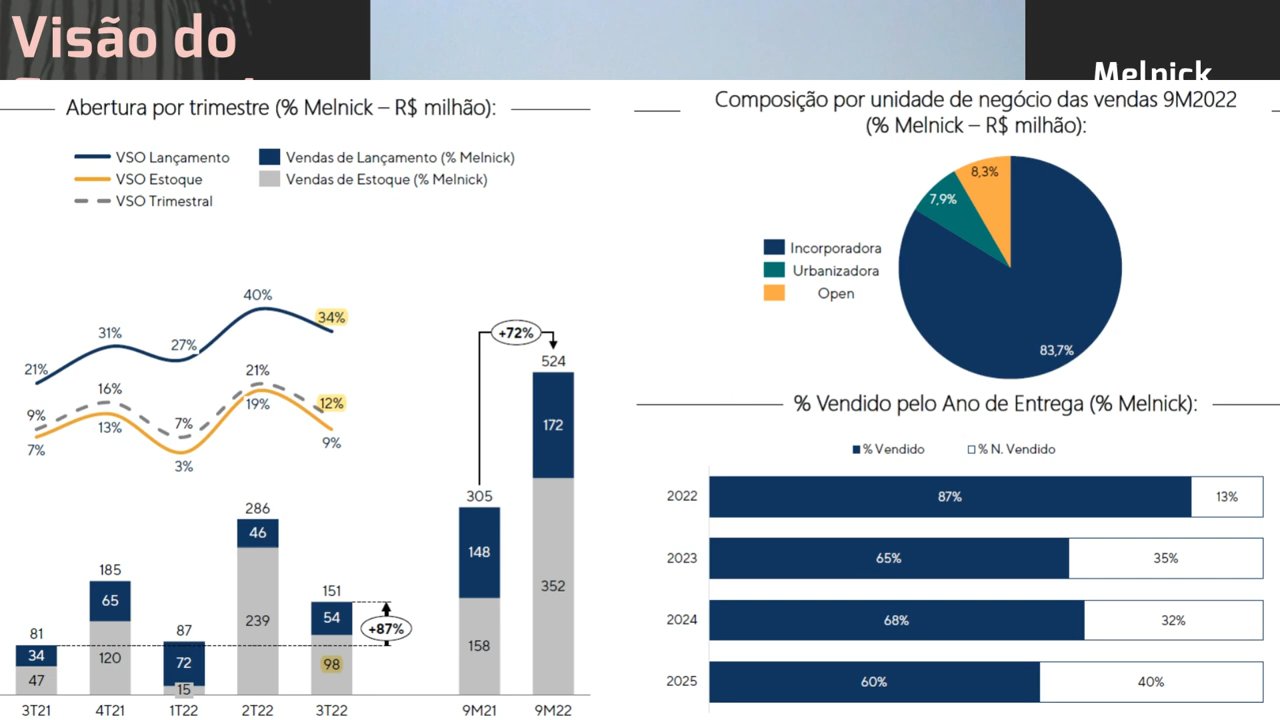 Visão do
Melnick
Abertura por trimestre (% Melnick – R$ milhão):
VSO Lançamento
VSO Estoque
VSO Trimestral
Vendas de Lançamento (% Melnick)
Vendas de Estoque (% Melnick)
21%
31%
27%
40%
34%
9%
16%
7%
21%
12%
7%
13%
3%
19%
9%
81
34
47
185
65
120
87
72
15
286
46
239
151
54
98
+87%
305
148
158
+72%
524
172
352
3T21
4T21
1T22
2T22
3T22
9M21
9M22
Composição por unidade de negócio das vendas 9M2022
(% Melnick – R$ milhão):
Incorporadora
Urbanizadora
Open
8,3%
7,9%
83,7%
% Vendido pelo Ano de Entrega (% Melnick):
% Vendido
% N. Vendido
2022 87% 13%
2023 65% 35%
2024 68% 32%
2025 60% 40%